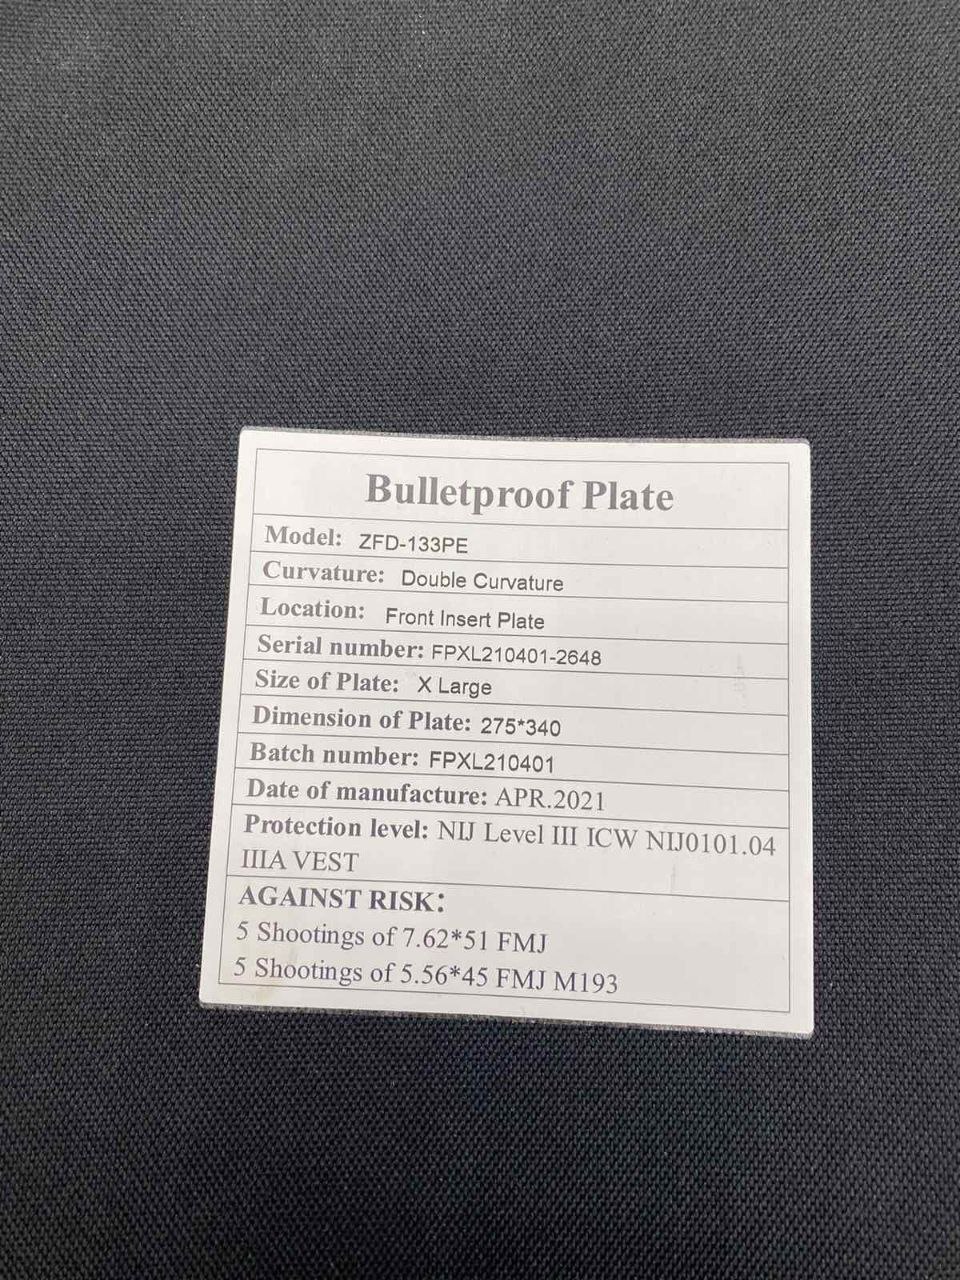 Bulletproof Plate
Model: ZFD-133PE
Curvature: Double Curvature
Location: Front Insert Plate
Serial number: FPXL210401-2648
Size of Plate: X Large
Dimension of Plate: 275*340
Batch number: FPXL210401
Date of manufacture: APR.2021
Protection level: NIJ Level III ICW NIJ0101.04
IIIA VEST
AGAINST RISK:
5 Shootings of 7.62*51 FMJ
5 Shootings of 5.56*45 FMJ M193